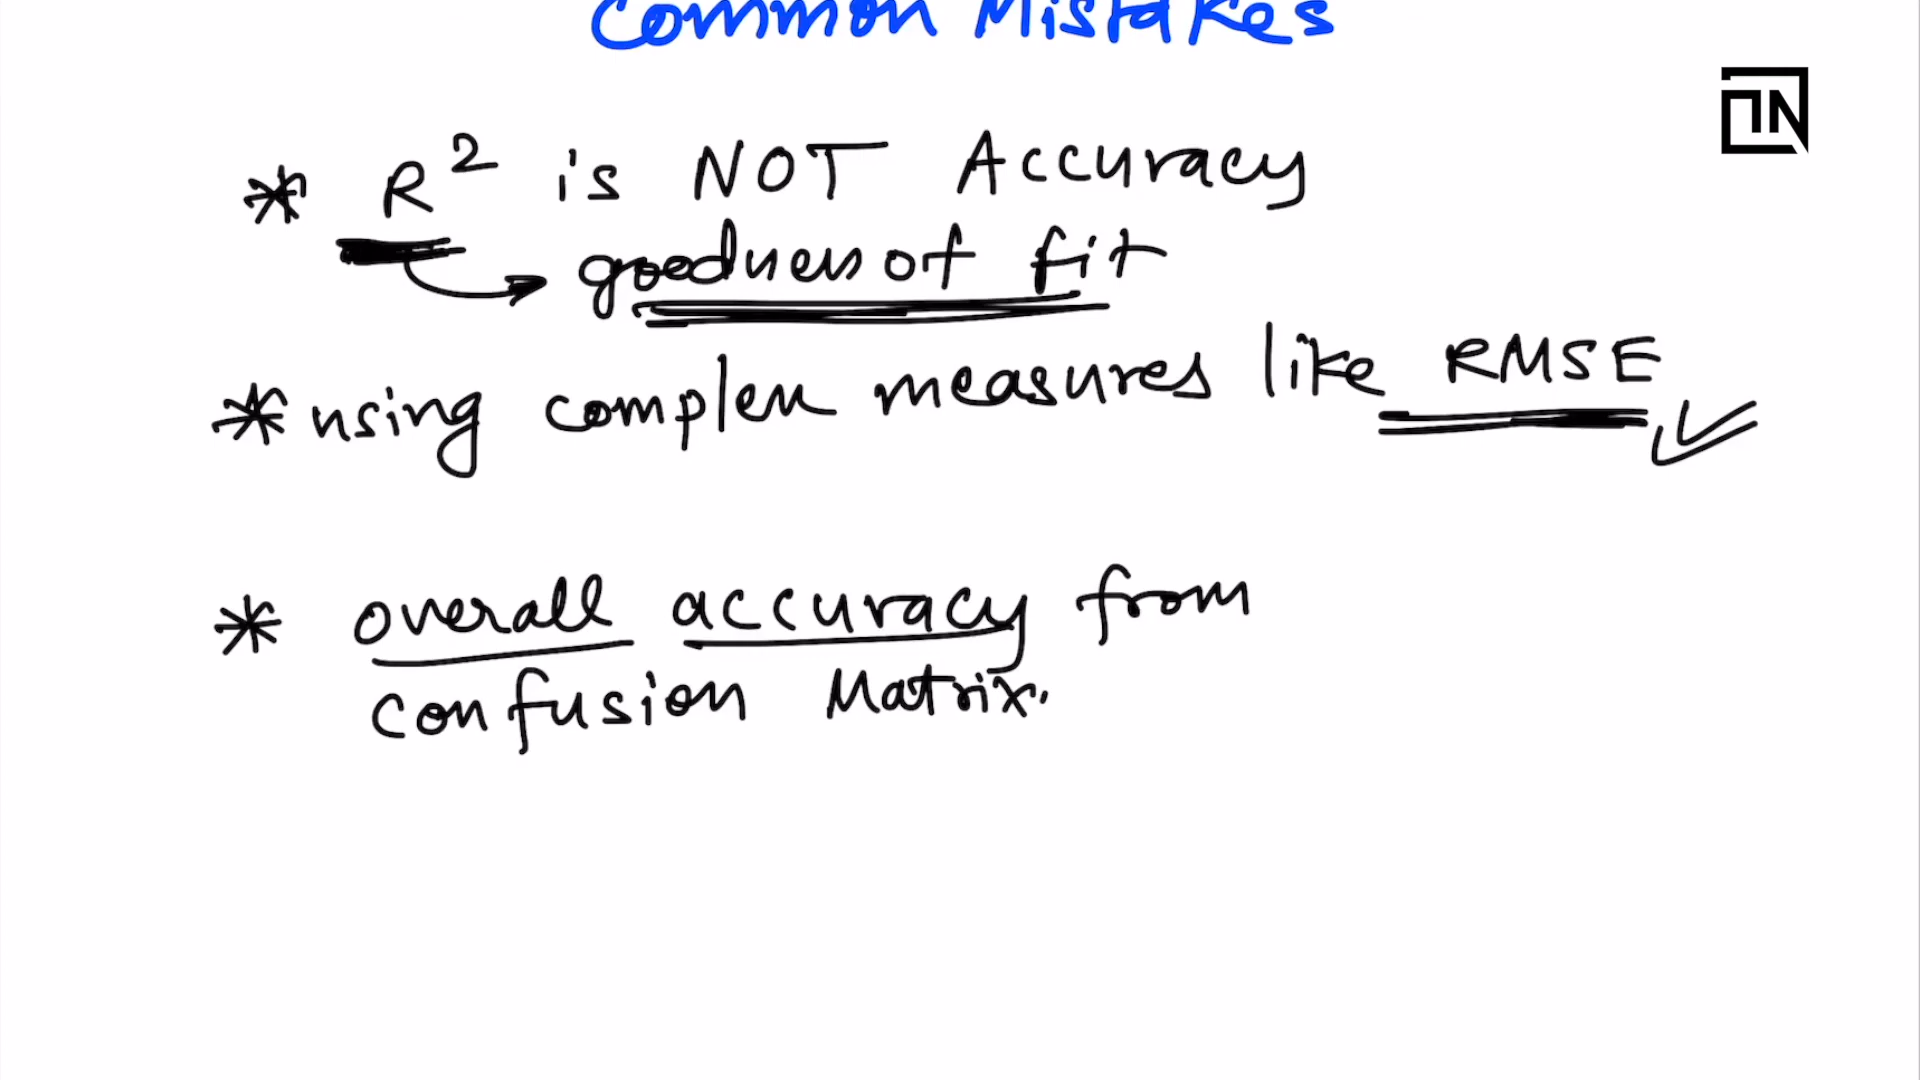 Common Mistakes
* R² is NOT Accuracy
goodness of fit
* using complex measures like RMSE
* overall accuracy from
confusion Matrix.